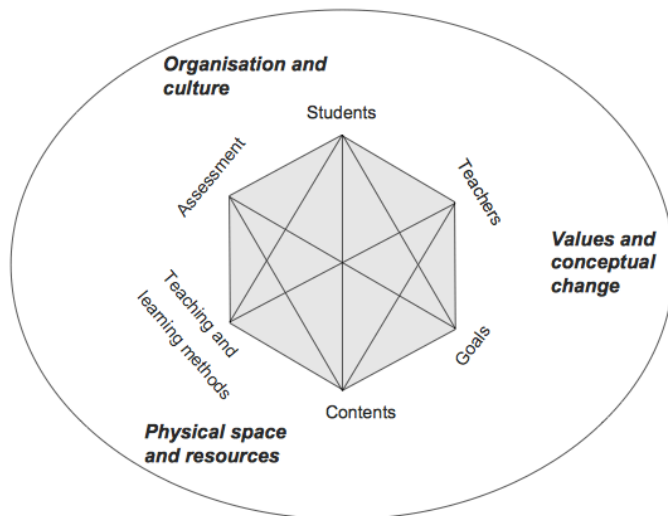 Organisation and
culture
Students
Assessment
Teachers
Values and
conceptual
change
Teaching and
learning methods
Goals
Contents
Physical space
and resources